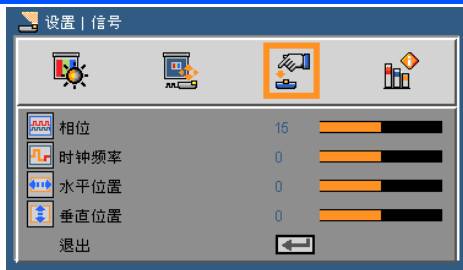 设置 | 信号
相位 15
时钟频率 0
水平位置 0
垂直位置 0
退出